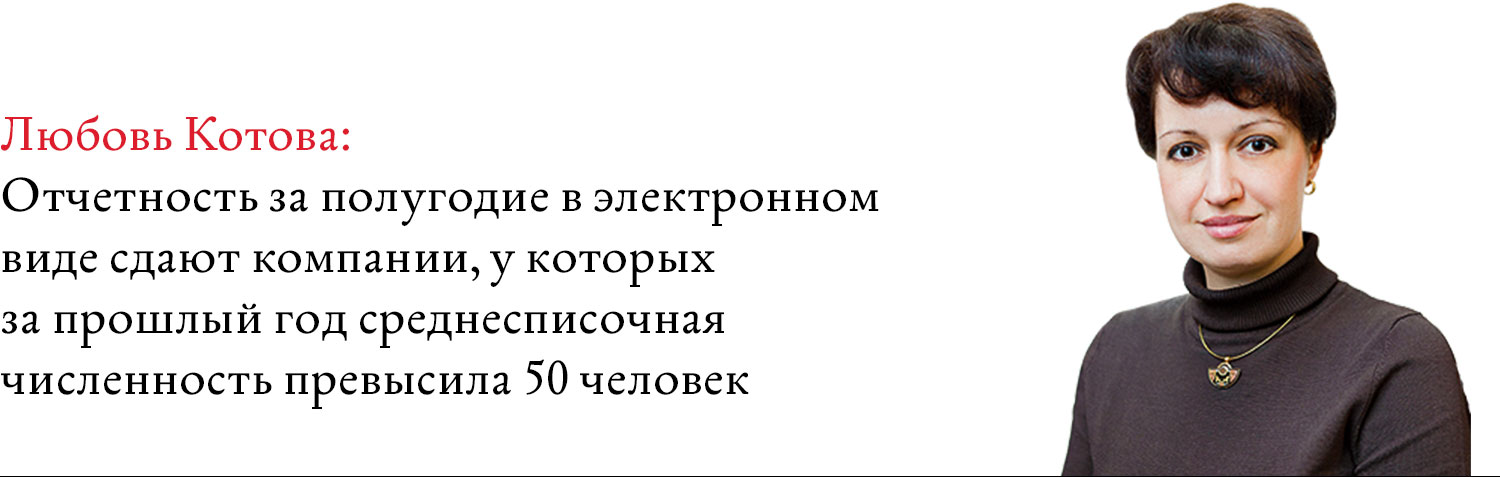 Любовь Котова:
Отчетность за полугодие в электронном
виде сдают компании, у которых
за прошлый год среднесписочная
численность превысила 50 человек